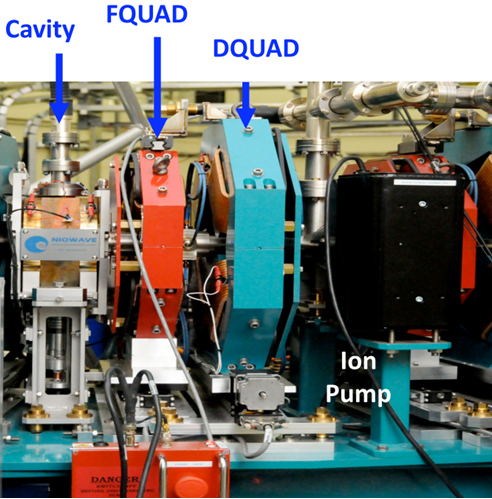 Cavity
FQUAD
DQUAD
NIOWAVE
Ion
Pump
DANGER